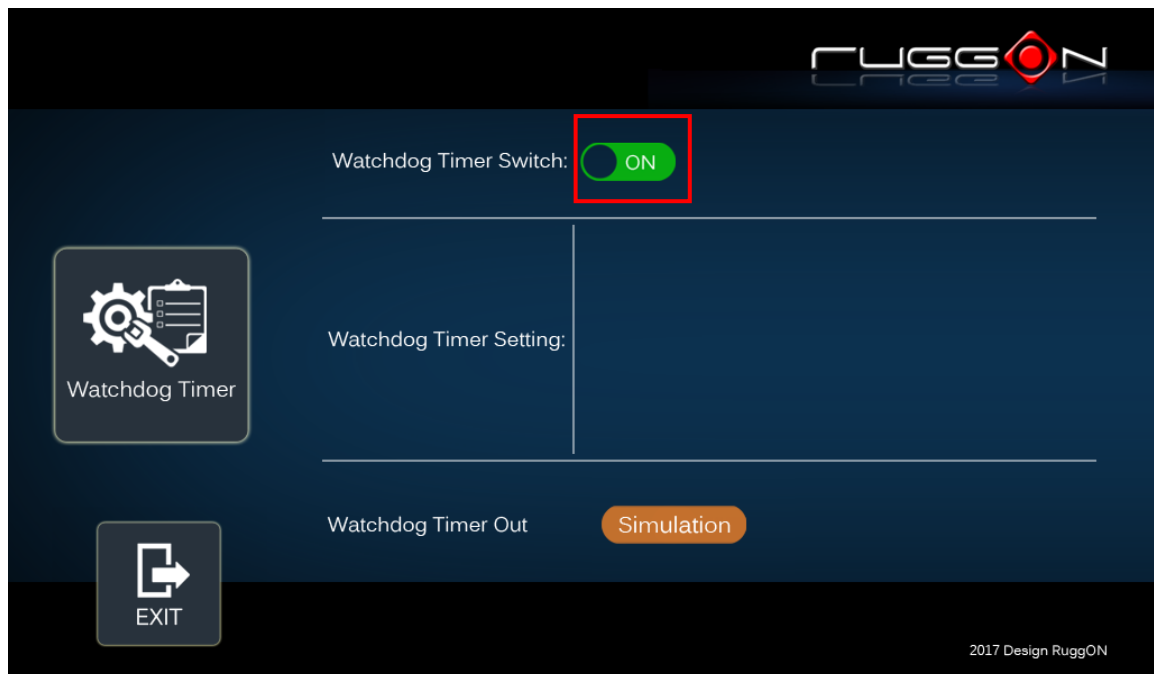 ruggON
Watchdog Timer Switch:
ON
Watchdog Timer Setting:
Watchdog Timer
Watchdog Timer Out
Simulation
EXIT
2017 Design RuggON